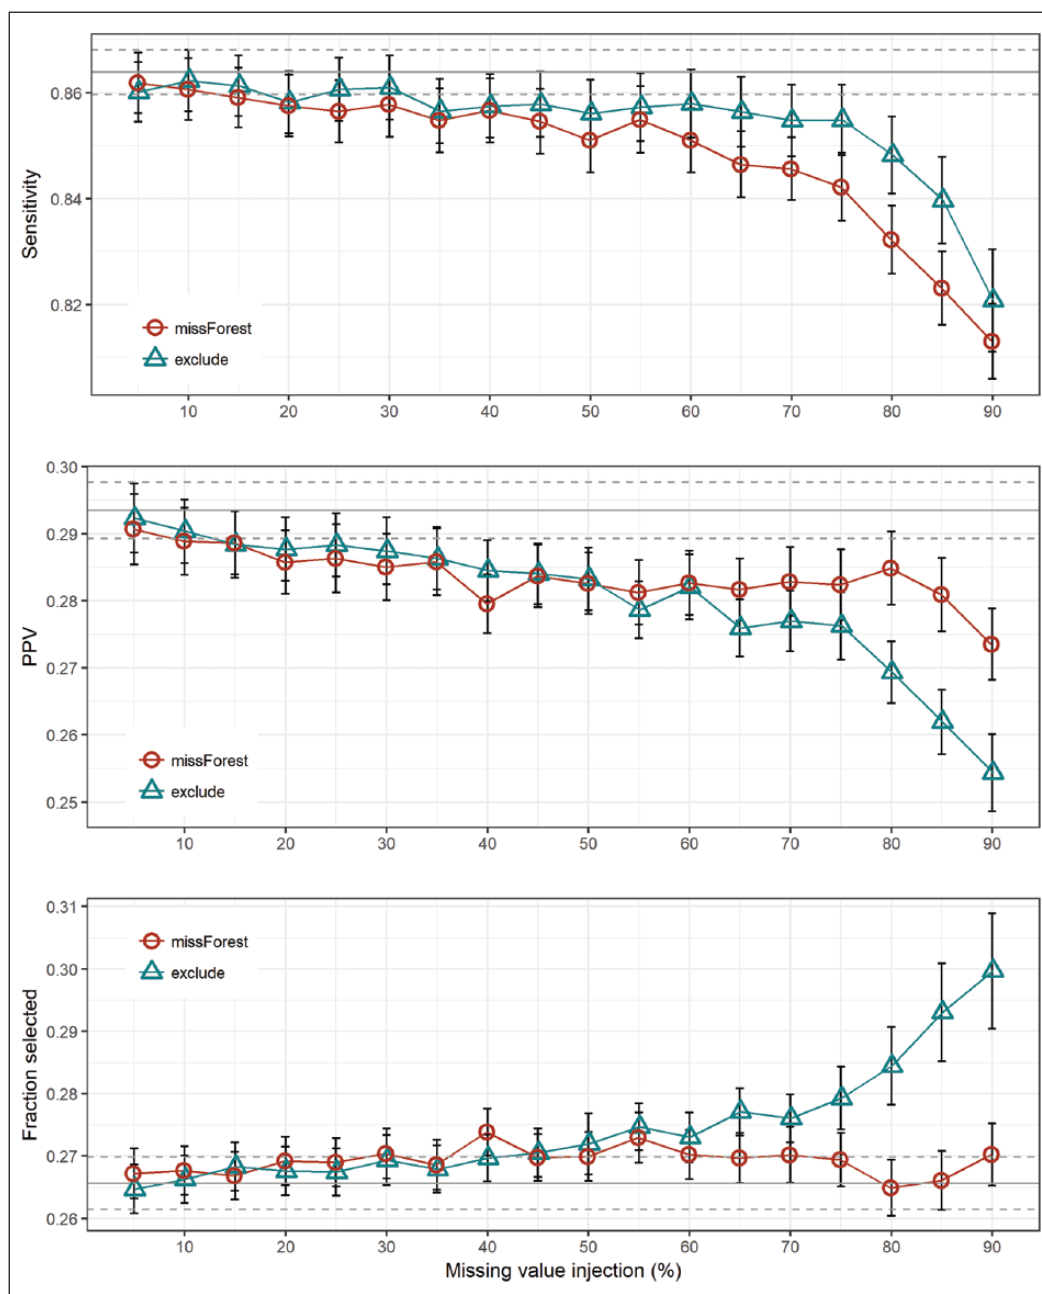 Sensitivity
0.86
0.84
0.82
missForest
exclude
10 20 30 40 50 60 70 80 90
PPV
0.30
0.29
0.28
0.27
0.26
0.25
missForest
exclude
10 20 30 40 50 60 70 80 90
Fraction selected
0.31
0.30
0.29
0.28
0.27
0.26
missForest
exclude
10 20 30 40 50 60 70 80 90
Missing value injection (%)